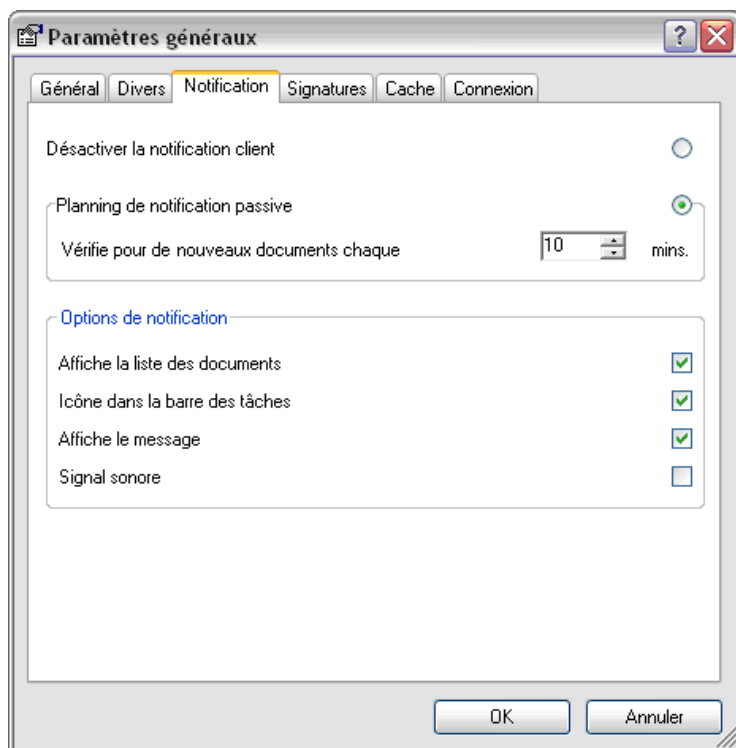 Paramètres généraux
?
Général Divers Notification Signatures Cache Connexion
Désactiver la notification client
Planning de notification passive
Vérifie pour de nouveaux documents chaque 10 mins.
Options de notification
Affiche la liste des documents
Icône dans la barre des tâches
Affiche le message
Signal sonore
OK Annuler